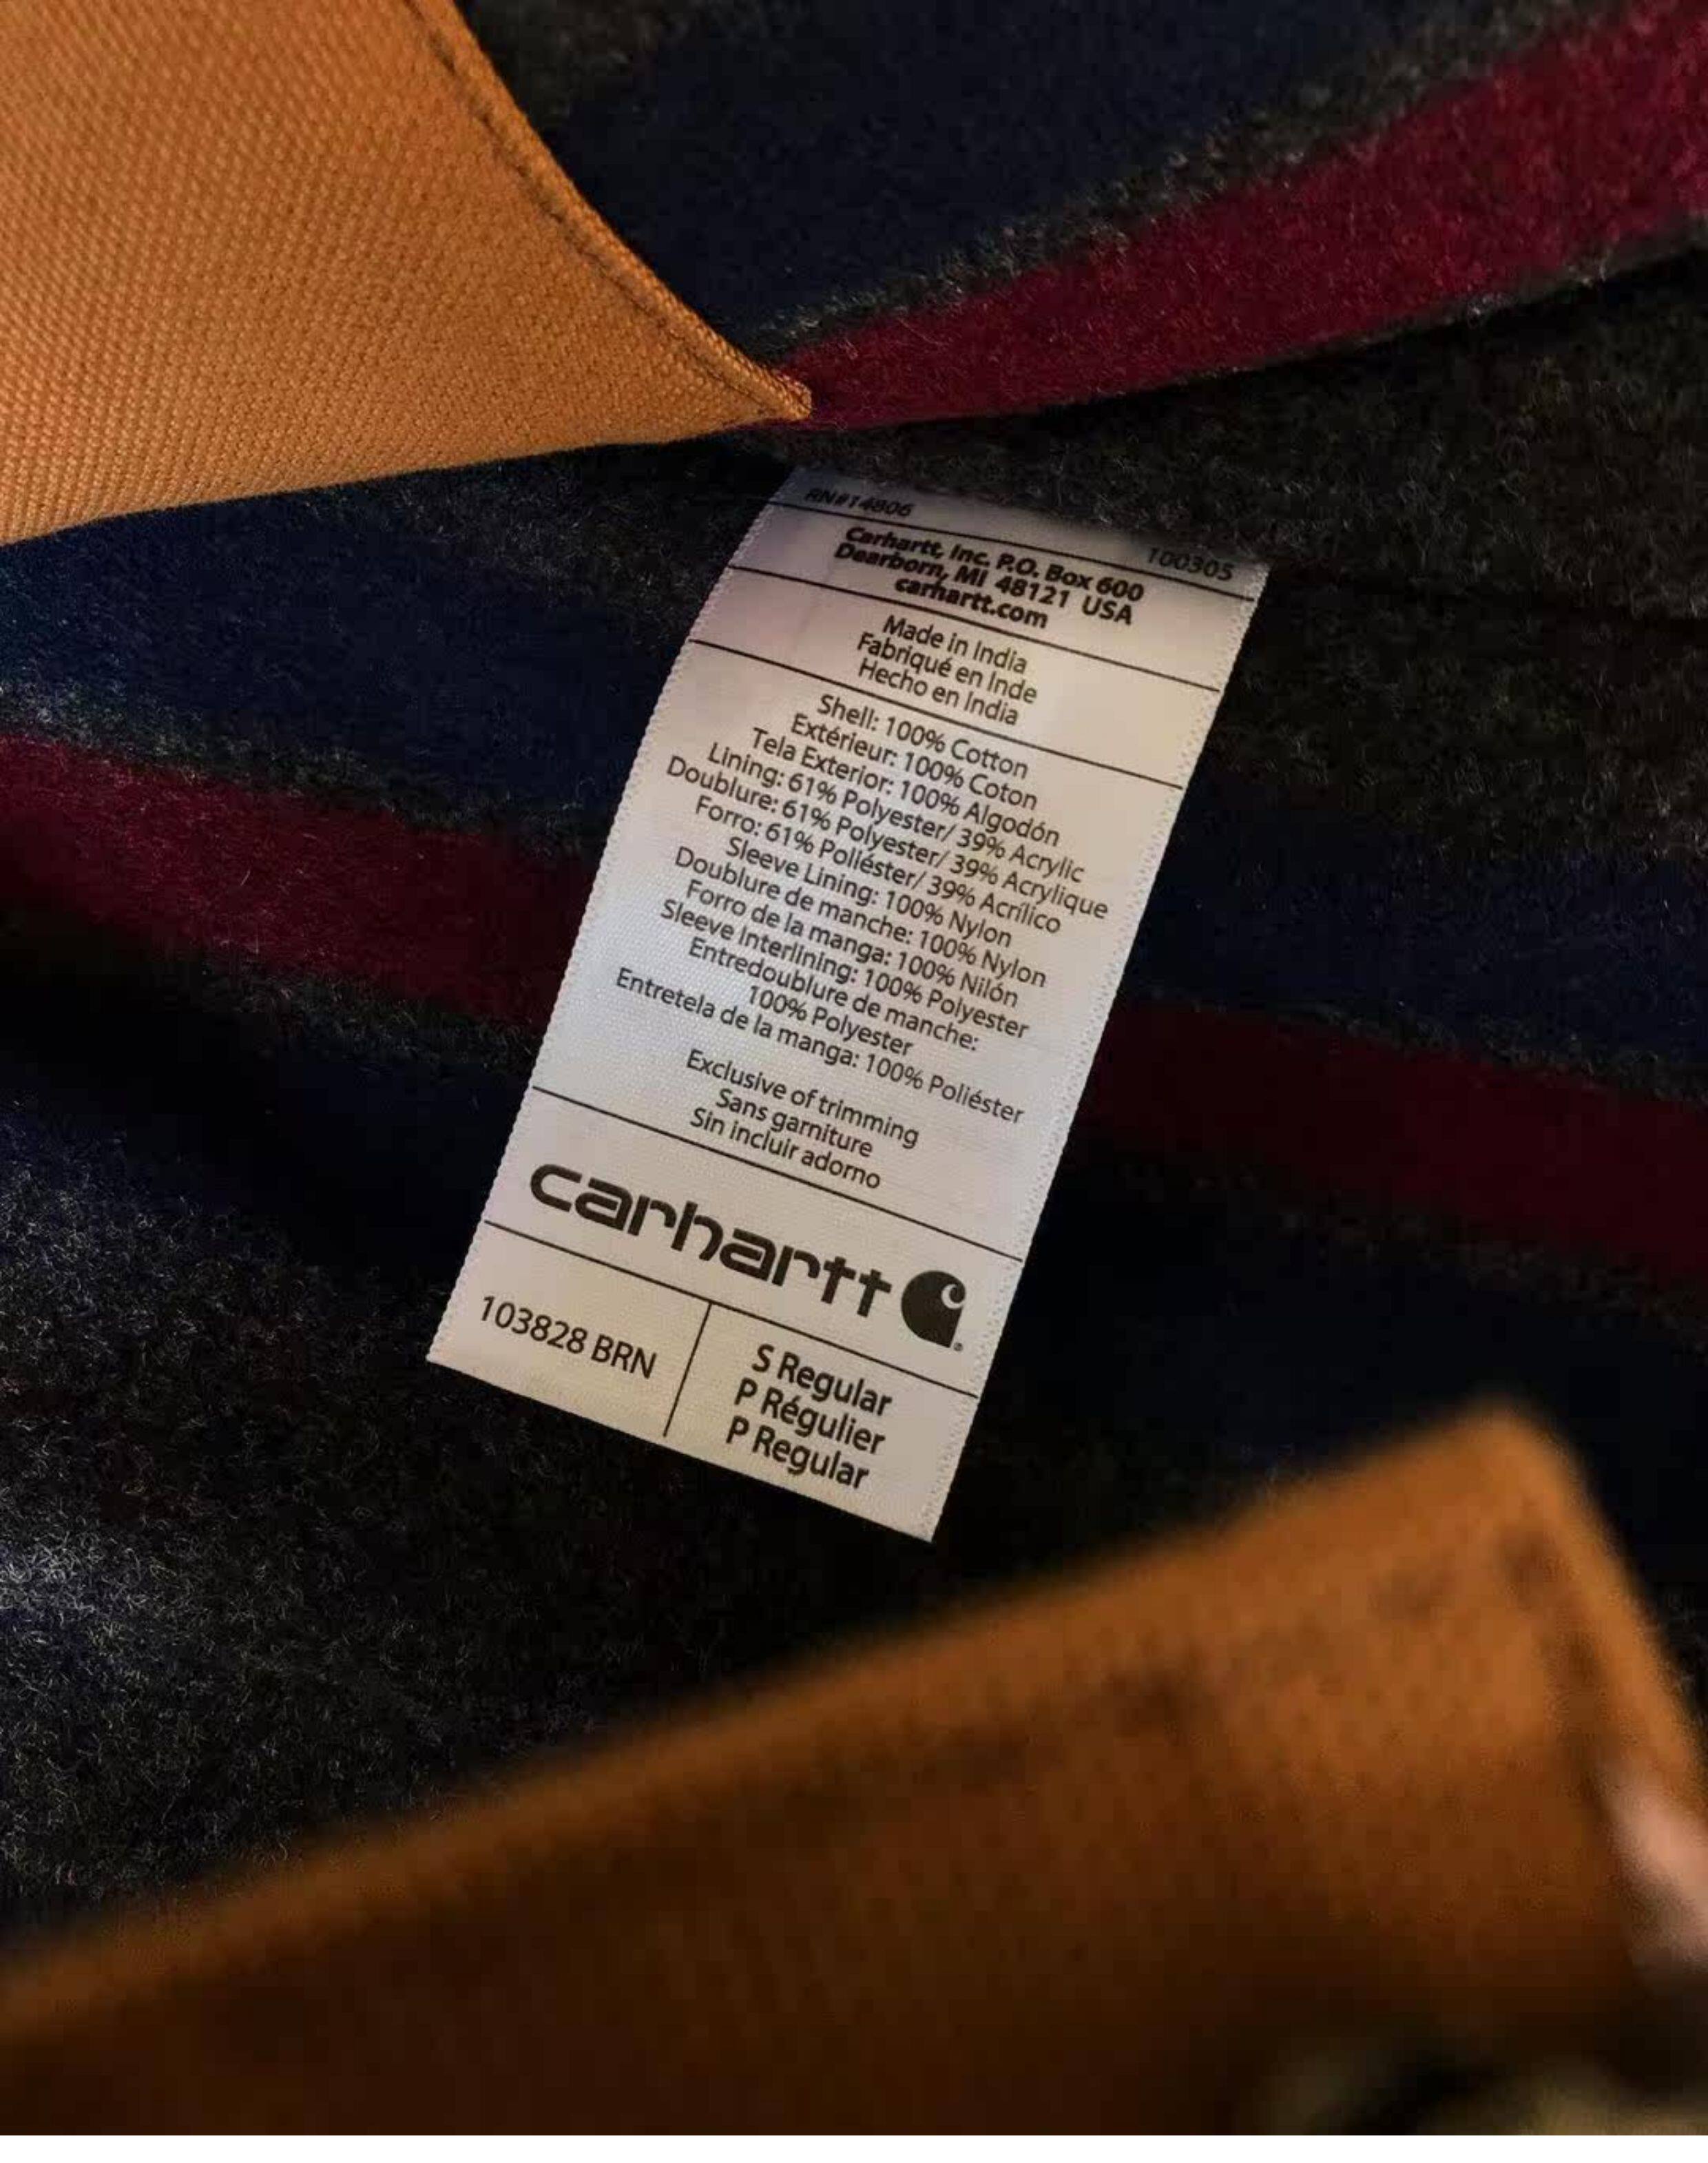 RN#14806
100305
Carhartt, Inc. P.O. Box 600
Dearborn, MI 48121 USA
carhartt.com
Made in India
Fabriqué en Inde
Hecho en India
Shell: 100% Cotton
Extérieur: 100% Coton
Tela Exterior: 100% Algodón
Lining: 61% Polyester/ 39% Acrylic
Doublure: 61% Polyester/ 39% Acrylique
Forro: 61% Poliéster/ 39% Acrílico
Sleeve Lining: 100% Nylon
Doublure de manche: 100% Nylon
Forro de la manga: 100% Nilón
Sleeve Interlining: 100% Polyester
Entredoublure de manche:
100% Polyester
Entretela de la manga: 100% Poliéster
Exclusive of trimming
Sans garniture
Sin incluir adorno
carhartt
103828 BRN
S Regular
P Régulier
P Regular